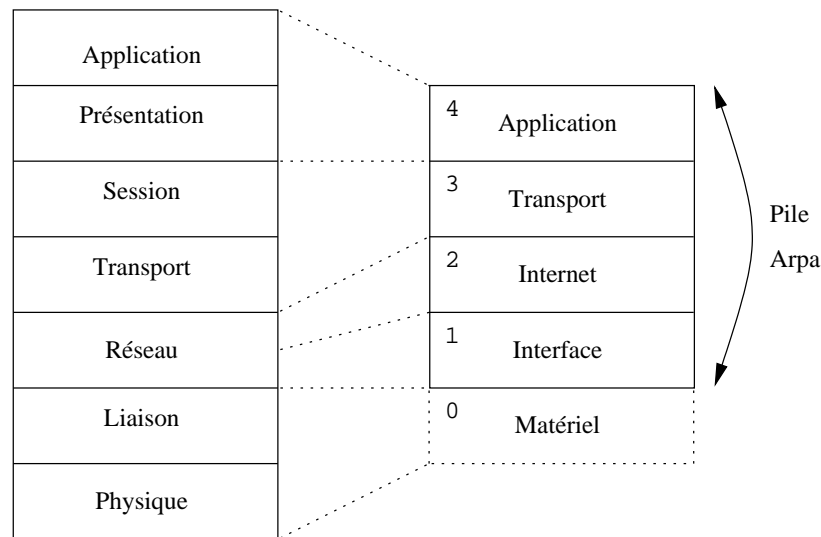 Application
Présentation
Session
Transport
Réseau
Liaison
Physique
4
Application
3
Transport
2
Internet
1
Interface
0
Matériel
Pile
Arpa